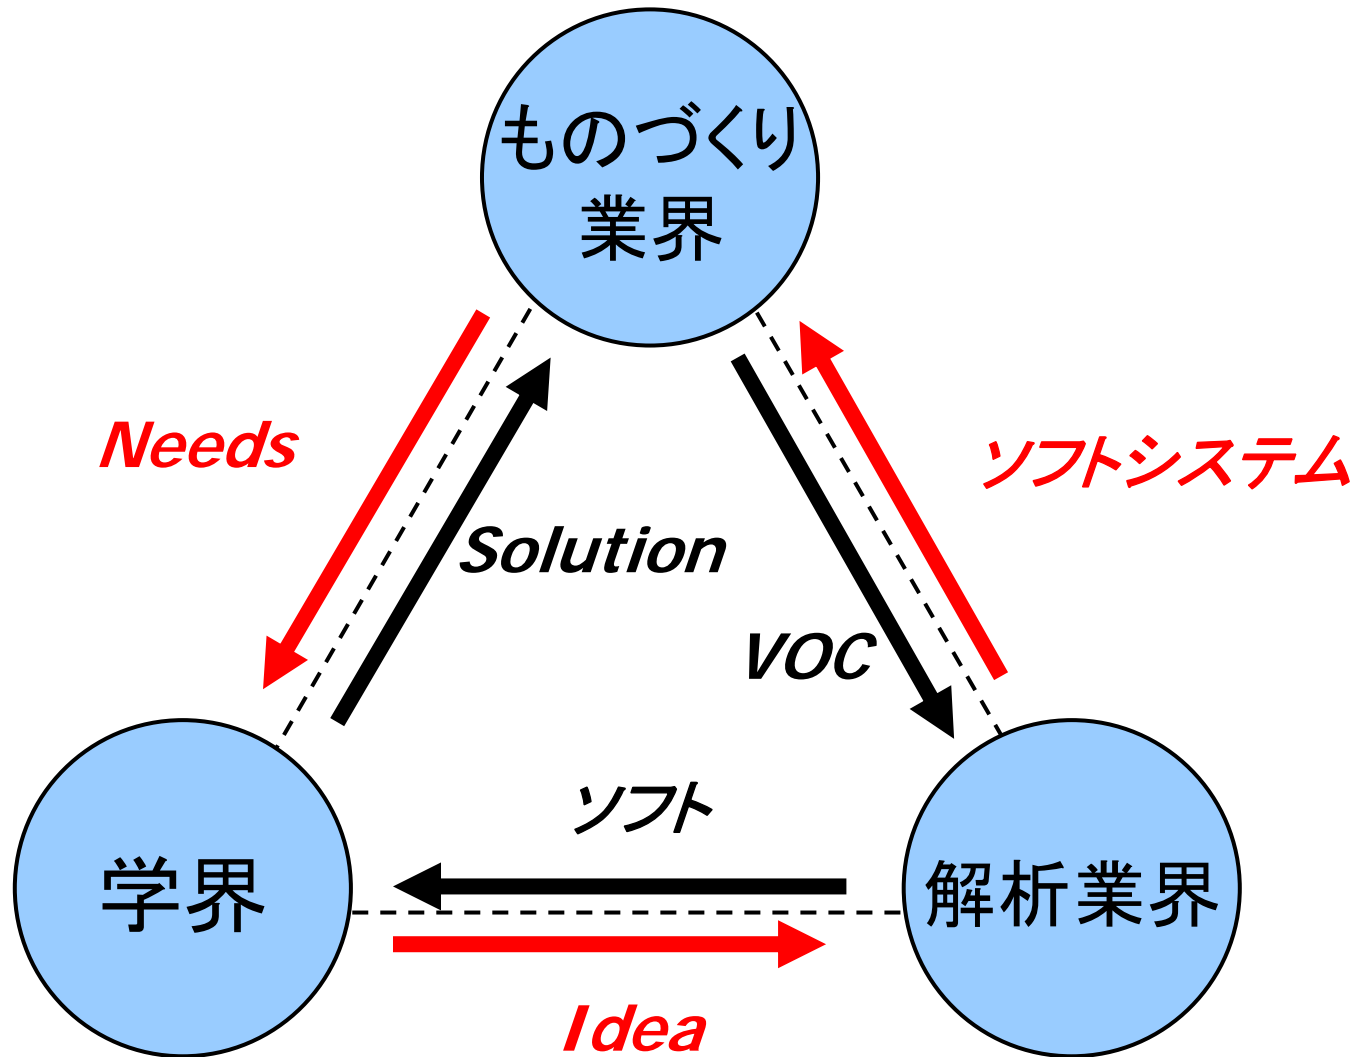 ものづくり
業界
Needs
ソフトシステム
Solution
VOC
ソフト
学界
解析業界
Idea